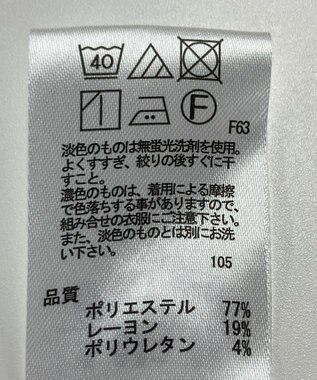 40
F
F63
淡色のものは無蛍光洗剤を使用。
よくすすぎ、絞りの後すぐに干
すこと。
濃色のものは、着用による摩擦
で色落ちする事がありますので、
組み合せの衣服にご注意下さい。
また、淡色のものとは別にお洗
い下さい。
105
品質
ポリエステル 77%
レーヨン 19%
ポリウレタン 4%